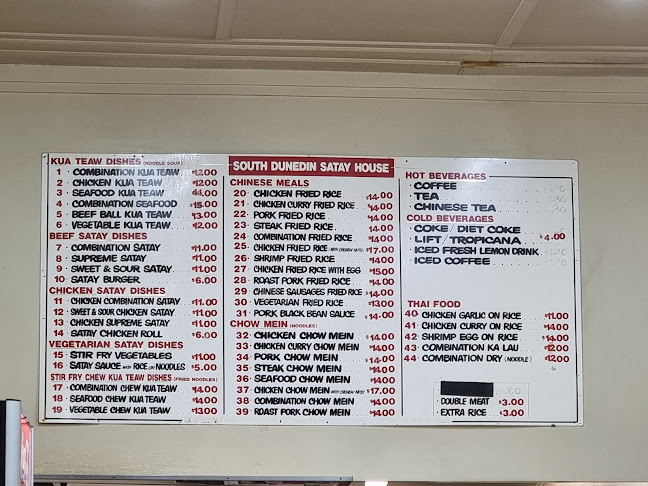 KUA TEAW DISHES (NOODLE SOUP)
1 · COMBINATION KUA TEAW $12.00
2 · CHICKEN KUA TEAW $12.00
3 · SEAFOOD KUA TEAW $14.00
4 · COMBINATION SEAFOOD 15.00
5 · BEEF BALL KUA TEAW $13.00
6 · VEGETABLE KUA TEAW $12.00
BEEF SATAY DISHES
7 · COMBINATION SATAY $11.00
8 · SUPREME SATAY $11.00
9 · SWEET & SOUR SATAY $11.00
10 · SATAY BURGER $6.00
CHICKEN SATAY DISHES
11 · CHICKEN COMBINATION SATAY $11.00
12 · SWEET & SOUR CHICKEN SATAY $11.00
13 · CHICKEN SUPREME SATAY $11.00
14 · SATAY CHICKEN ROLL $6.00
VEGETARIAN SATAY DISHES
15 · STIR FRY VEGETABLES $11.00
16 · SATAY SAUCE WITH RICE OR NOODLES $5.00
STIR FRY CHEW KUA TEAW DISHES (FRIED NOODLES)
17 · COMBINATION CHEW KUA TEAW $14.00
18 · SEAFOOD CHEW KUA TEAW $14.00
19 · VEGETABLE CHEW KUA TEAW $13.00
SOUTH DUNEDIN SATAY HOUSE
CHINESE MEALS
20 · CHICKEN FRIED RICE $14.00
21 · CHICKEN CURRY FRIED RICE $14.00
22 · PORK FRIED RICE $14.00
23 · STEAK FRIED RICE $14.00
24 · COMBINATION FRIED RICE $14.00
25 · CHICKEN FRIED RICE (WITH CASHEW NUTS) $17.00
26 · SHRIMP FRIED RICE $14.00
27 · CHICKEN FRIED RICE WITH EGG $15.00
28 · ROAST PORK FRIED RICE $14.00
29 · CHINESE SAUSAGES FRIED RICE $14.00
30 · VEGETARIAN FRIED RICE $13.00
31 · PORK BLACK BEAN SAUCE $14.00
CHOW MEIN (NOODLES)
32 · CHICKEN CHOW MEIN $14.00
33 · CHICKEN CURRY CHOW MEIN $14.00
34 · PORK CHOW MEIN $14.00
35 · STEAK CHOW MEIN $14.00
36 · SEAFOOD CHOW MEIN $14.00
37 · CHICKEN CHOW MEIN (WITH CASHEW NUTS) $17.00
38 · COMBINATION CHOW MEIN $14.00
39 · ROAST PORK CHOW MEIN $14.00
HOT BEVERAGES
· COFFEE
· TEA
· CHINESE TEA
COLD BEVERAGES
· COKE / DIET COKE
· LIFT / TROPICANA $4.00
· ICED FRESH LEMON DRINK
· ICED COFFEE
THAI FOOD
40 · CHICKEN GARLIC ON RICE $11.00
41 · CHICKEN CURRY ON RICE $14.00
42 · SHRIMP EGG ON RICE $14.00
43 · COMBINATION KA LAU $12.00
44 · COMBINATION DRY (NOODLE) $12.00
DOUBLE MEAT $3.00
EXTRA RICE $3.00